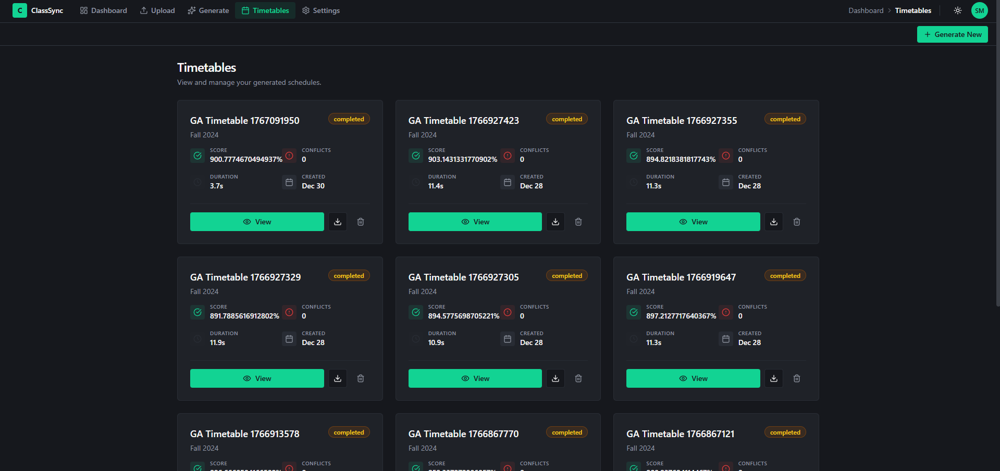 C ClassSync Dashboard Upload Generate Timetables Settings Dashboard > Timetables SM
+ Generate New
Timetables
View and manage your generated schedules.
GA Timetable 1767091950 completed
Fall 2024
SCORE CONFLICTS
900.7774670494937% 0
DURATION CREATED
3.7s Dec 30
View
GA Timetable 1766927423 completed
Fall 2024
SCORE CONFLICTS
903.1431331770902% 0
DURATION CREATED
11.4s Dec 28
View
GA Timetable 1766927355 completed
Fall 2024
SCORE CONFLICTS
894.8218381817743% 0
DURATION CREATED
11.3s Dec 28
View
GA Timetable 1766927329 completed
Fall 2024
SCORE CONFLICTS
891.7885616912802% 0
DURATION CREATED
11.9s Dec 28
View
GA Timetable 1766927305 completed
Fall 2024
SCORE CONFLICTS
894.5775698705221% 0
DURATION CREATED
10.9s Dec 28
View
GA Timetable 1766919647 completed
Fall 2024
SCORE CONFLICTS
897.2127717640367% 0
DURATION CREATED
11.3s Dec 28
View
GA Timetable 1766913578 completed
Fall 2024
SCORE CONFLICTS
GA Timetable 1766867770 completed
Fall 2024
SCORE CONFLICTS
GA Timetable 1766867121 completed
Fall 2024
SCORE CONFLICTS